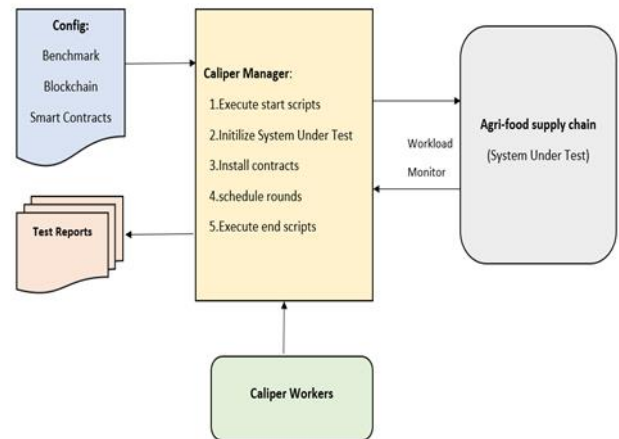 Config:
Benchmark
Blockchain
Smart Contracts
Caliper Manager:
1.Execute start scripts
2.Initilize System Under Test
3.Install contracts
4.schedule rounds
5.Execute end scripts
Workload
Monitor
Agri-food supply chain
(System Under Test)
Test Reports
Caliper Workers